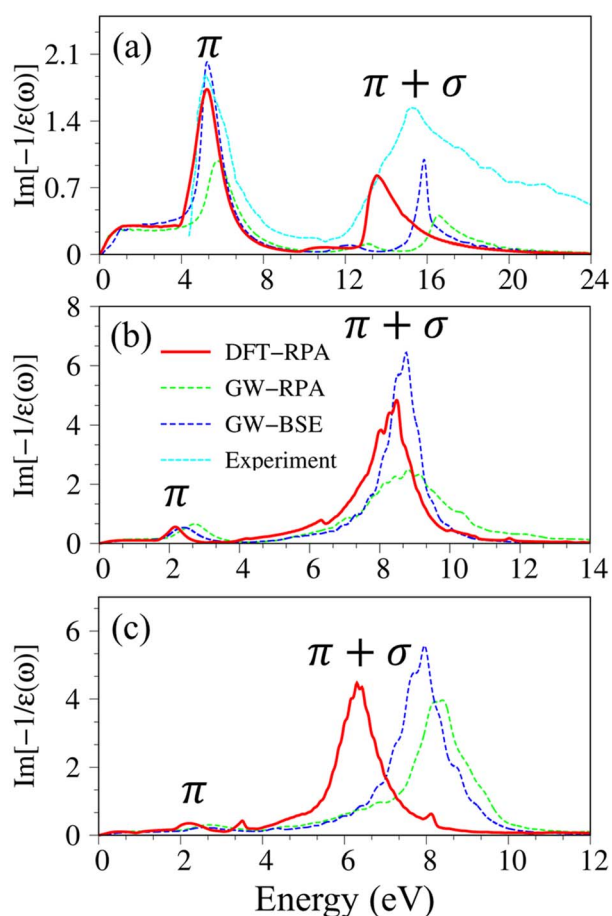 (a)
π
π + σ
Im[−1/ε(ω)]
2.1
1.4
0.7
0
0 4 8 12 16 20 24
(b)
π + σ
π
DFT−RPA
GW−RPA
GW−BSE
Experiment
Im[−1/ε(ω)]
8
6
4
2
0
0 2 4 6 8 10 12 14
(c)
π + σ
π
Im[−1/ε(ω)]
6
4
2
0
0 2 4 6 8 10 12
Energy (eV)